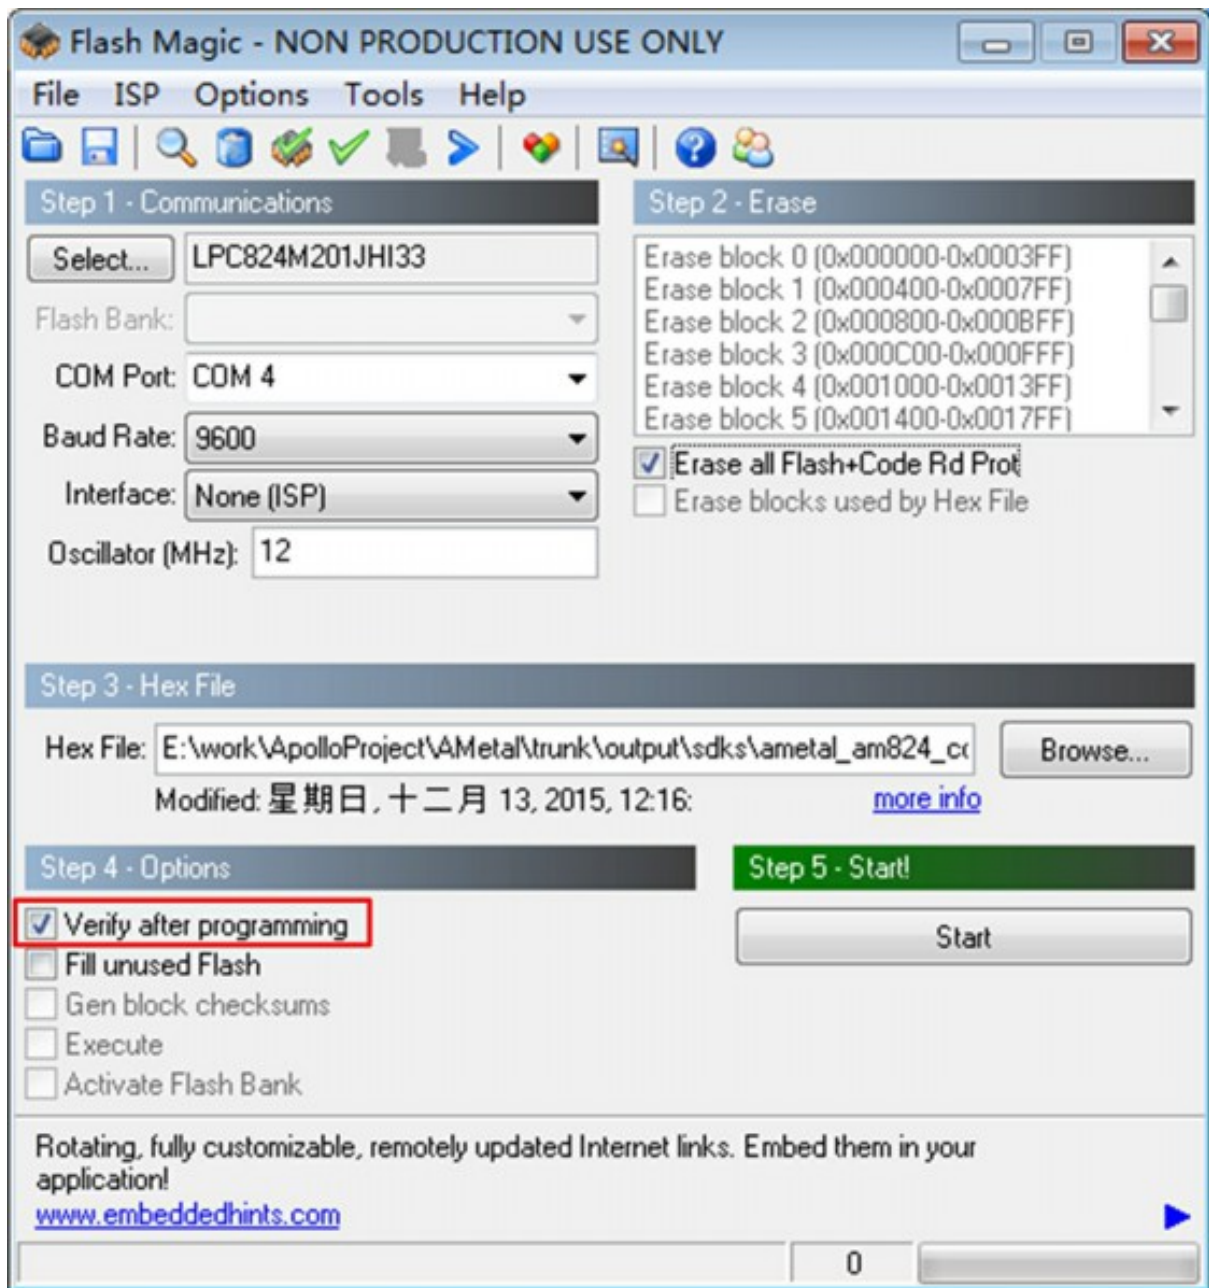 Flash Magic - NON PRODUCTION USE ONLY
File ISP Options Tools Help
Step 1 - Communications
Select... LPC824M201JHI33
Flash Bank:
COM Port: COM 4
Baud Rate: 9600
Interface: None (ISP)
Oscillator (MHz): 12
Step 2 - Erase
Erase block 0 (0x000000-0x0003FF)
Erase block 1 (0x000400-0x0007FF)
Erase block 2 (0x000800-0x000BFF)
Erase block 3 (0x000C00-0x000FFF)
Erase block 4 (0x001000-0x0013FF)
Erase block 5 (0x001400-0x0017FF)
Erase all Flash+Code Rd Prot
Erase blocks used by Hex File
Step 3 - Hex File
Hex File: E:\work\ApolloProject\AMetal\trunk\output\sdks\ametal_am824_cc Browse...
Modified: 星期日, 十二月 13, 2015, 12:16: more info
Step 4 - Options
Verify after programming
Fill unused Flash
Gen block checksums
Execute
Activate Flash Bank
Step 5 - Start!
Start
Rotating, fully customizable, remotely updated Internet links. Embed them in your
application!
www.embeddedhints.com
0